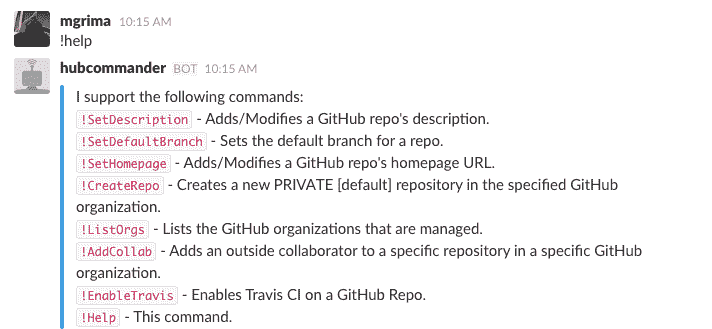 mgrima 10:15 AM
!help
hubcommander BOT 10:15 AM
I support the following commands:
!SetDescription - Adds/Modifies a GitHub repo's description.
!SetDefaultBranch - Sets the default branch for a repo.
!SetHomepage - Adds/Modifies a GitHub repo's homepage URL.
!CreateRepo - Creates a new PRIVATE [default] repository in the specified GitHub
organization.
!ListOrgs - Lists the GitHub organizations that are managed.
!AddCollab - Adds an outside collaborator to a specific repository in a specific GitHub
organization.
!EnableTravis - Enables Travis CI on a GitHub Repo.
!Help - This command.